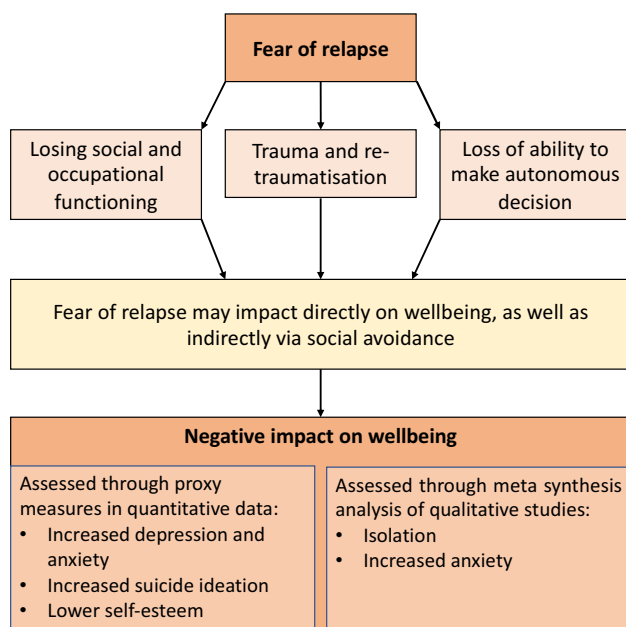 Fear of relapse
Losing social and
occupational
functioning
Trauma and re-
traumatisation
Loss of ability to
make autonomous
decision
Fear of relapse may impact directly on wellbeing, as well as
indirectly via social avoidance
Negative impact on wellbeing
Assessed through proxy
measures in quantitative data:
• Increased depression and
anxiety
• Increased suicide ideation
• Lower self-esteem
Assessed through meta synthesis
analysis of qualitative studies:
• Isolation
• Increased anxiety